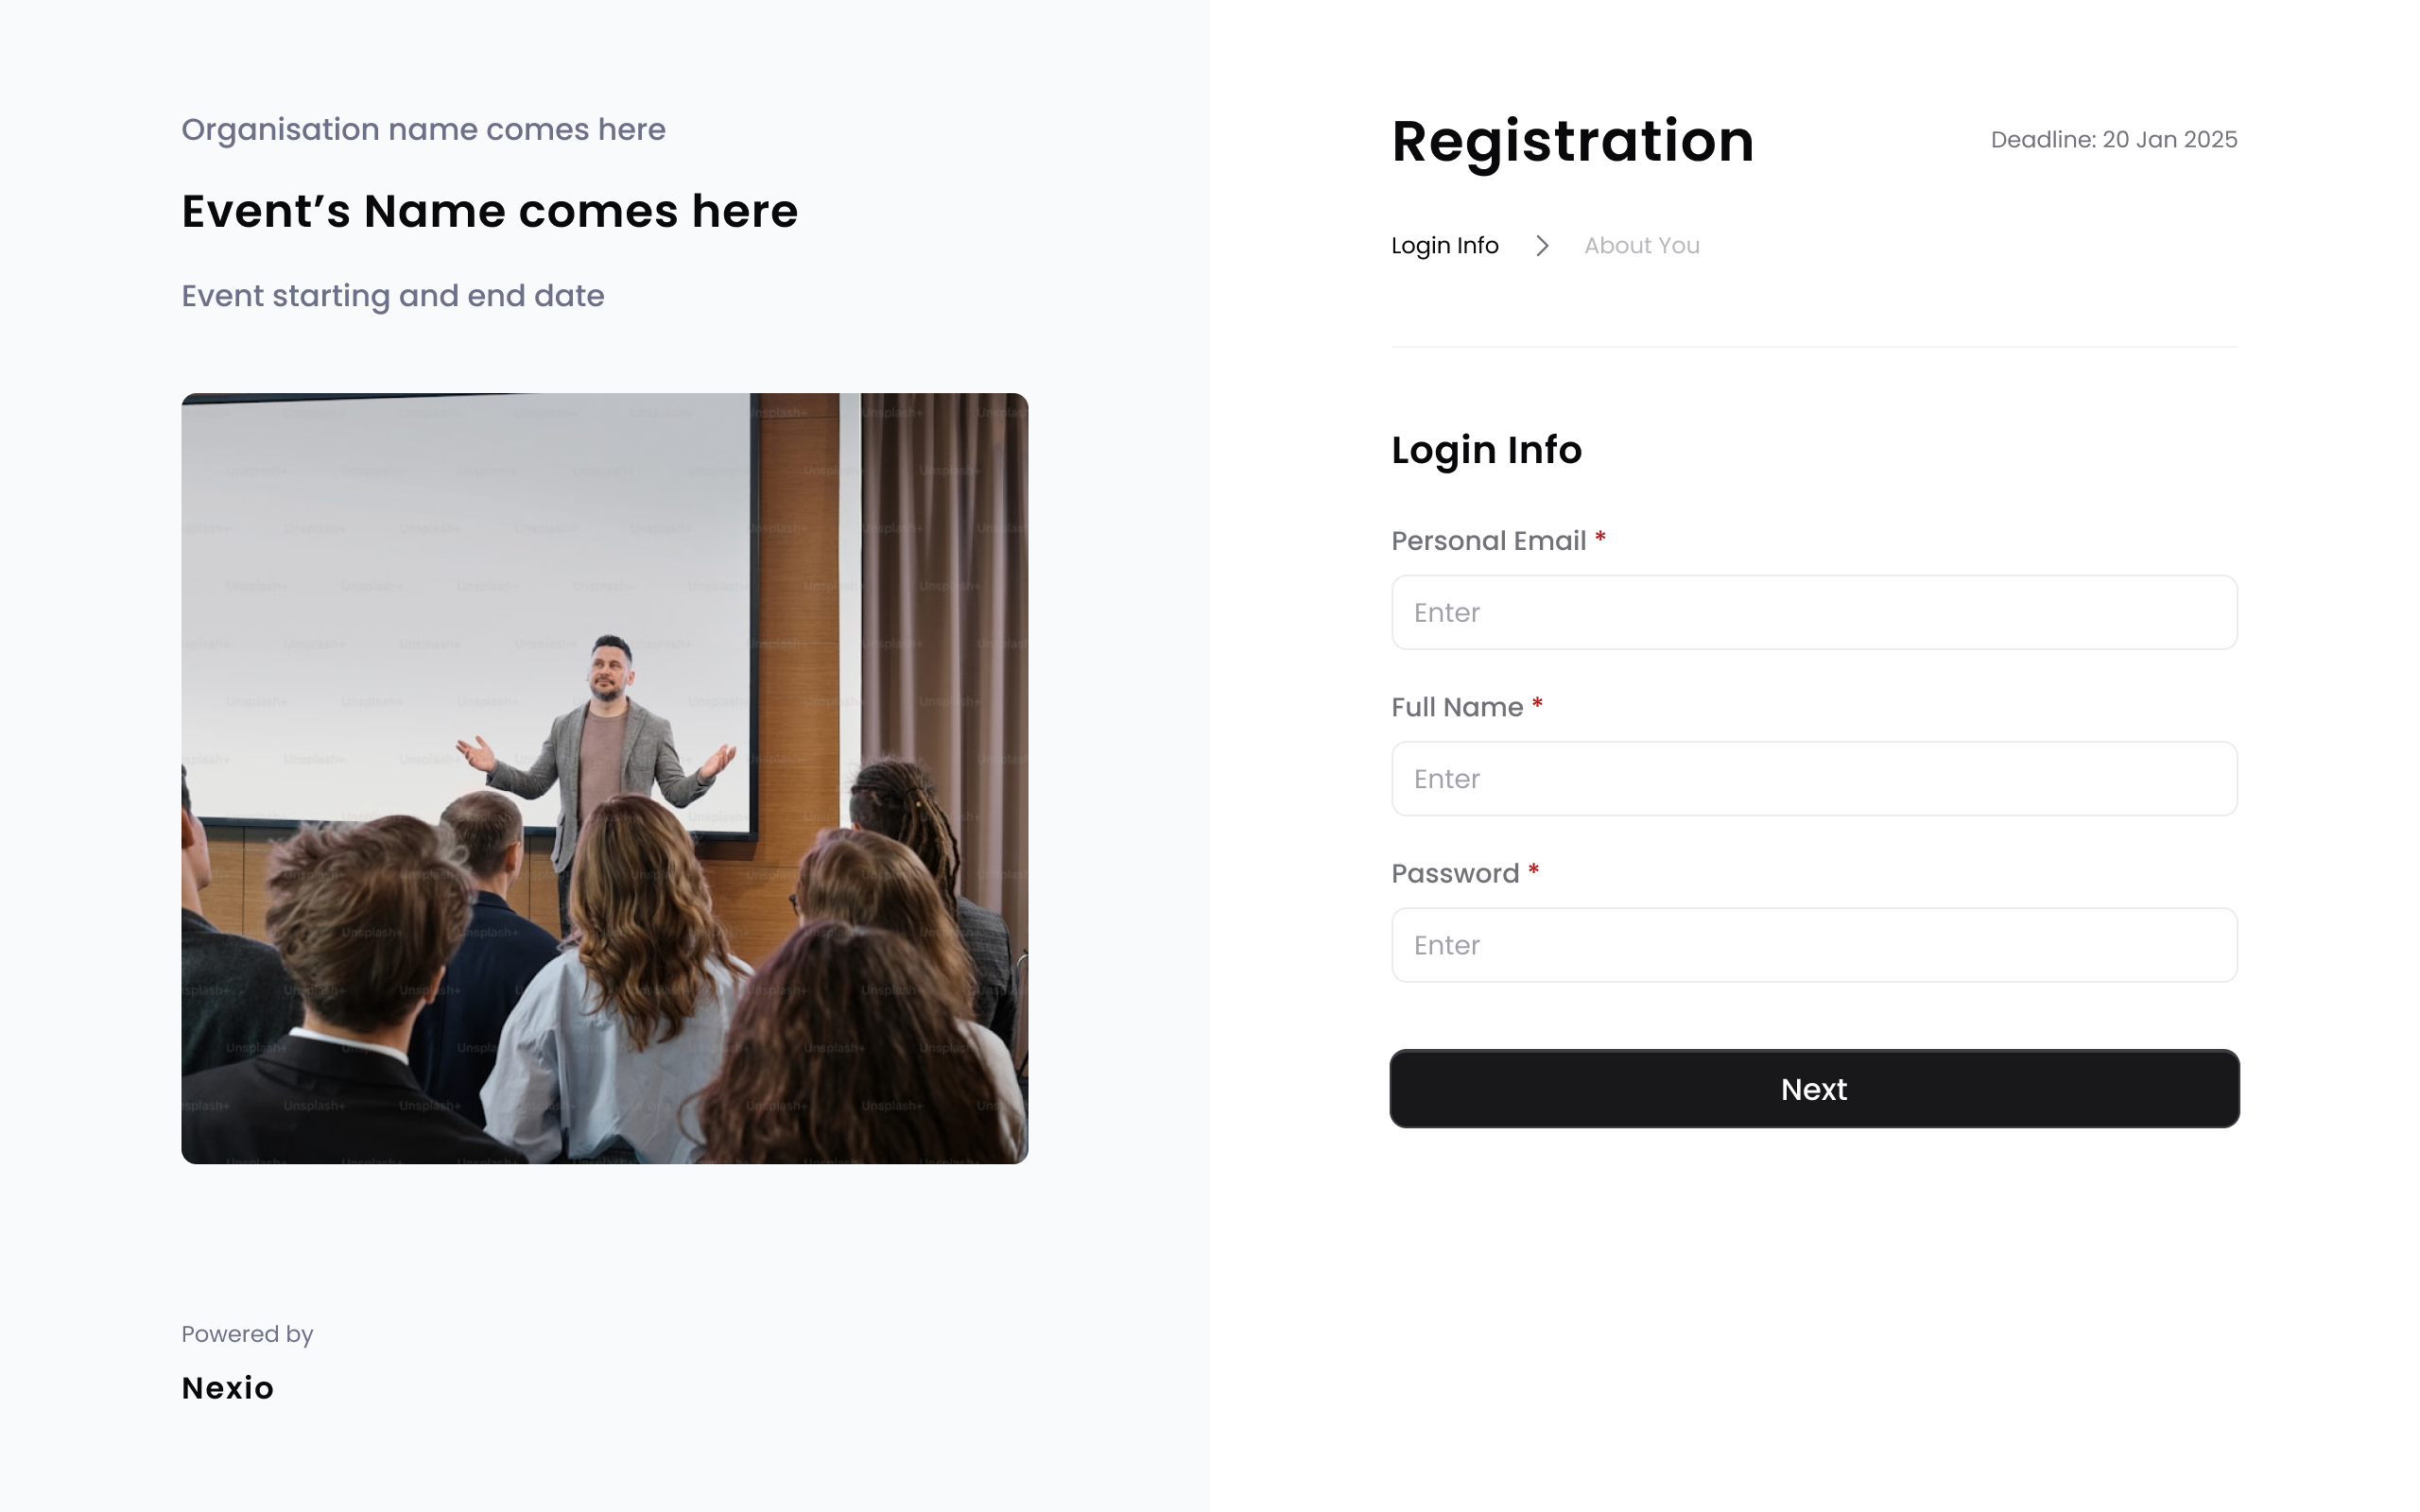 Organisation name comes here
Event’s Name comes here
Event starting and end date
Powered by
Nexio
Registration
Deadline: 20 Jan 2025
Login Info
About You
Login Info
Personal Email *
Enter
Full Name *
Enter
Password *
Enter
Next
Unsplash+